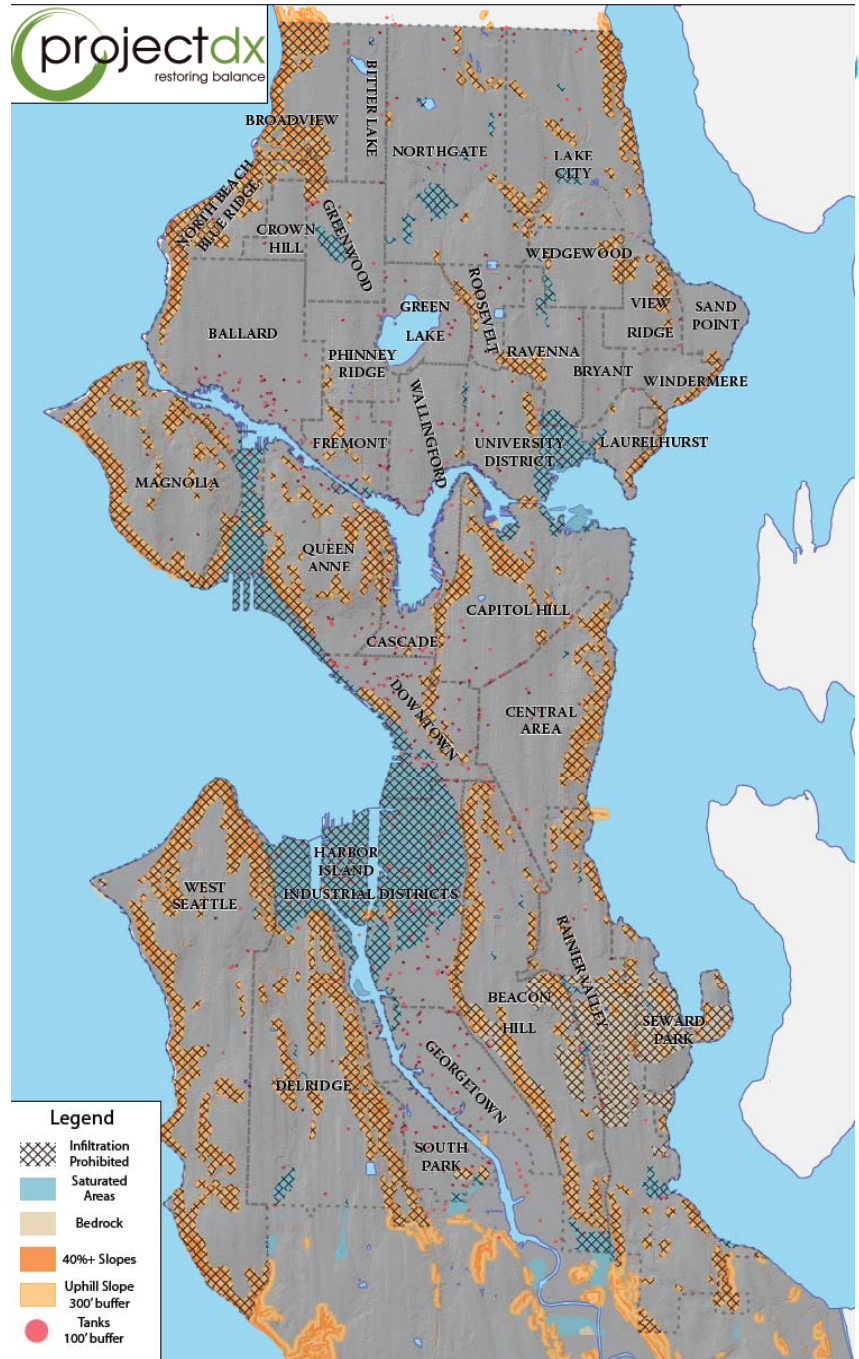 projectdx
restoring balance
BROADVIEW
BITTER LAKE
NORTHGATE
LAKE
CITY
NORTH BEACH
BLUE RIDGE
CROWN
HILL
GREENWOOD
WEDGEWOOD
VIEW
RIDGE
SAND
POINT
BALLARD
GREEN
LAKE
ROOSEVELT
PHINNEY
RIDGE
RAVENNA
BRYANT
WINDERMERE
FREMONT
WALLINGFORD
UNIVERSITY
DISTRICT
LAURELHURST
MAGNOLIA
QUEEN
ANNE
CAPITOL HILL
CASCADE
DOWNTOWN
CENTRAL
AREA
HARBOR
ISLAND
INDUSTRIAL DISTRICTS
WEST
SEATTLE
RAINIER VALLEY
BEACON
HILL
SEWARD
PARK
GEORGETOWN
DELRIDGE
SOUTH
PARK
Legend
Infiltration
Prohibited
Saturated
Areas
Bedrock
40%+ Slopes
Uphill Slope
300' buffer
Tanks
100' buffer